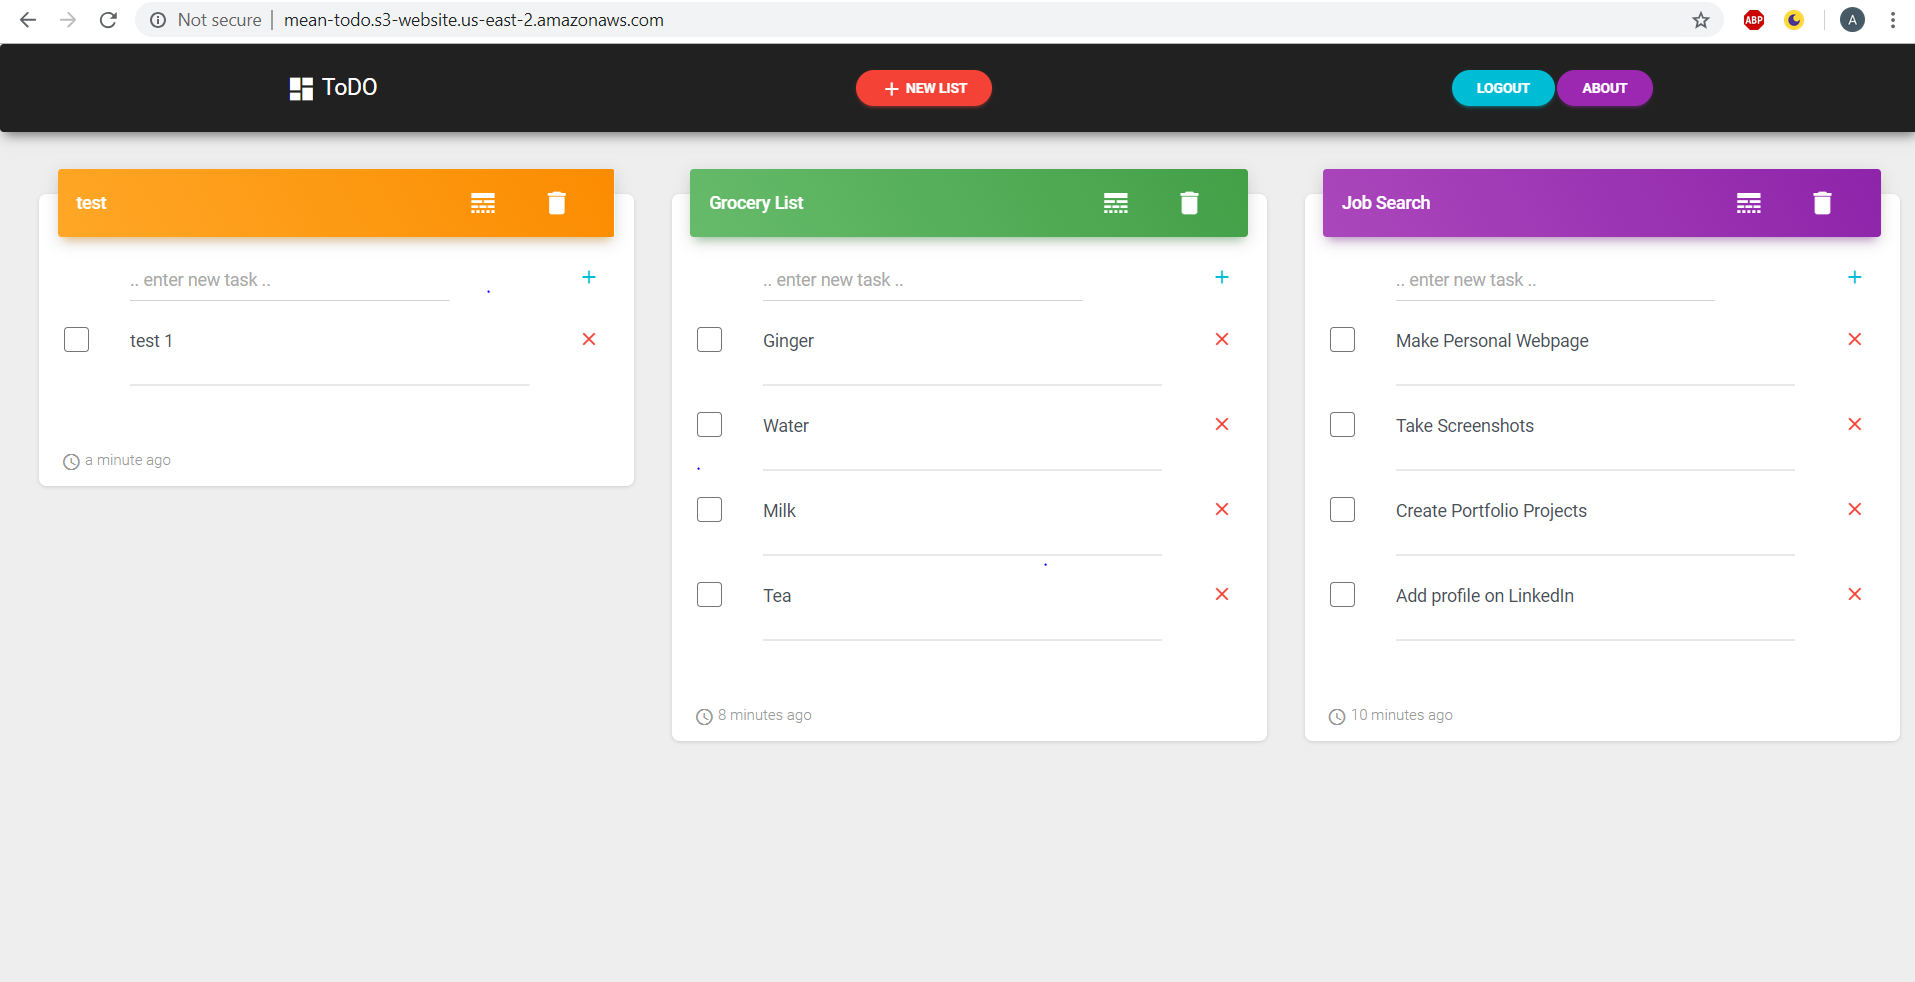 Not secure | mean-todo.s3-website.us-east-2.amazonaws.com
ABP
A
ToDO
+ NEW LIST
LOGOUT
ABOUT
test
.. enter new task ..
test 1
a minute ago
Grocery List
.. enter new task ..
Ginger
Water
Milk
Tea
8 minutes ago
Job Search
.. enter new task ..
Make Personal Webpage
Take Screenshots
Create Portfolio Projects
Add profile on LinkedIn
10 minutes ago